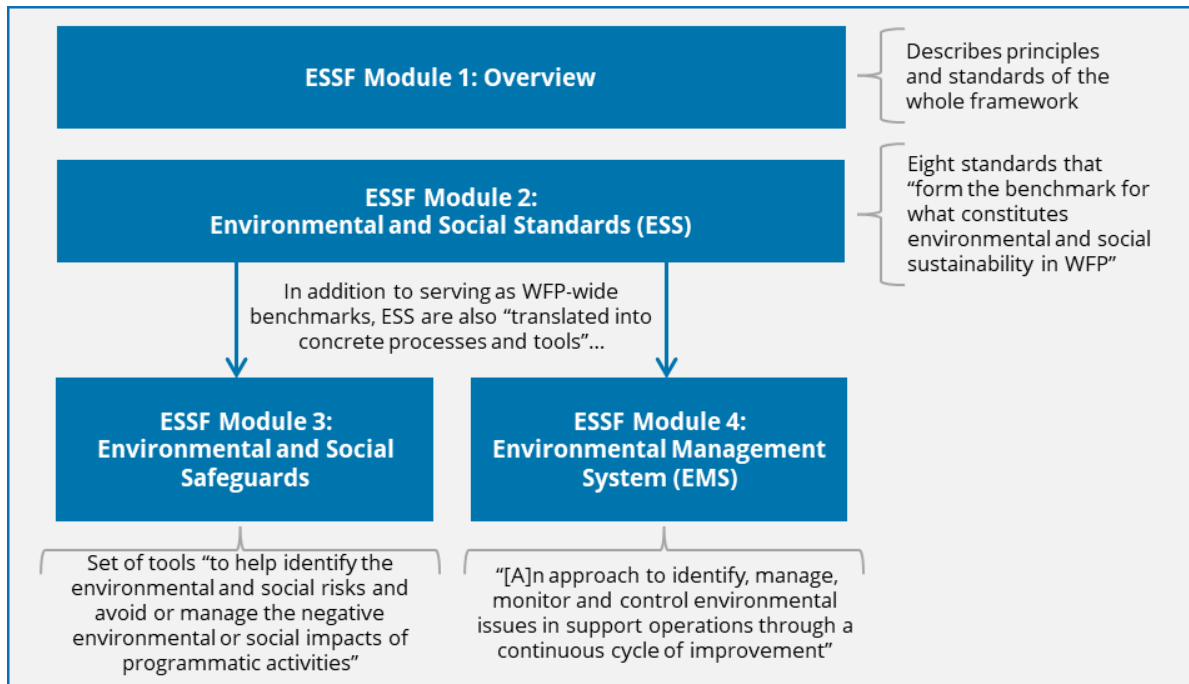 ESSF Module 1: Overview
Describes principles
and standards of the
whole framework
ESSF Module 2:
Environmental and Social Standards (ESS)
Eight standards that
“form the benchmark for
what constitutes
environmental and social
sustainability in WFP”
In addition to serving as WFP-wide
benchmarks, ESS are also “translated into
concrete processes and tools”...
ESSF Module 3:
Environmental and Social
Safeguards
ESSF Module 4:
Environmental Management
System (EMS)
Set of tools “to help identify the
environmental and social risks and
avoid or manage the negative
environmental or social impacts of
programmatic activities”
“[A]n approach to identify, manage,
monitor and control environmental
issues in support operations through a
continuous cycle of improvement”